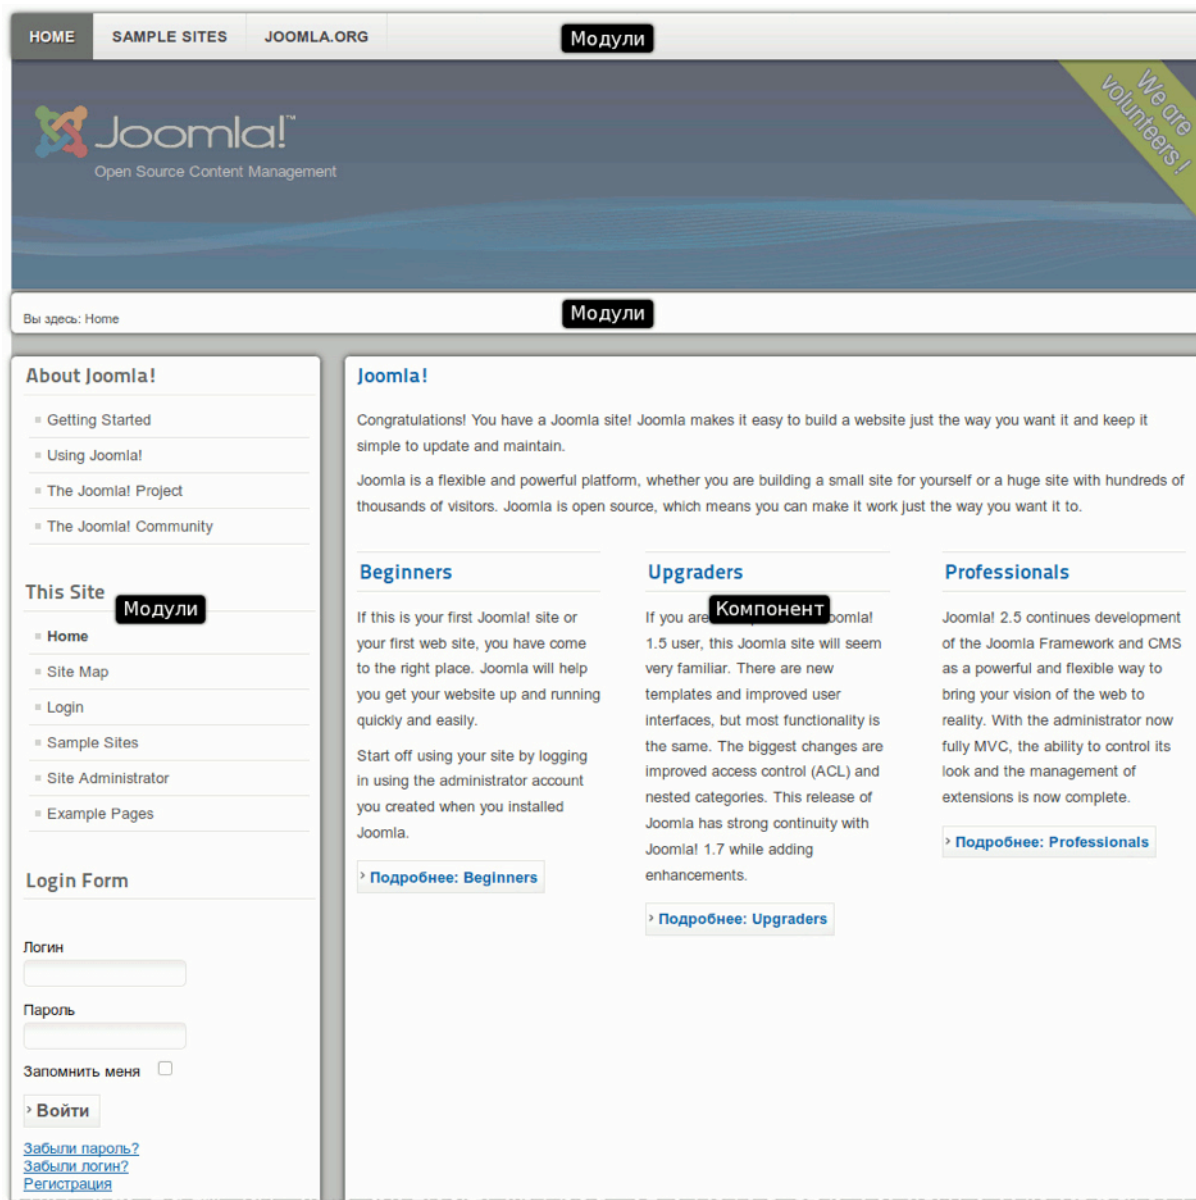 HOME SAMPLE SITES JOOMLA.ORG Модули
Joomla!™
Open Source Content Management
We are
volunteers !
Вы здесь: Home Модули
About Joomla!
Getting Started
Using Joomla!
The Joomla! Project
The Joomla! Community
This Site
Модули
Home
Site Map
Login
Sample Sites
Site Administrator
Example Pages
Login Form
Логин
Пароль
Запомнить меня
Войти
Забыли пароль?
Забыли логин?
Регистрация
Joomla!
Congratulations! You have a Joomla site! Joomla makes it easy to build a website just the way you want it and keep it
simple to update and maintain.
Joomla is a flexible and powerful platform, whether you are building a small site for yourself or a huge site with hundreds of
thousands of visitors. Joomla is open source, which means you can make it work just the way you want it to.
Beginners
If this is your first Joomla! site or
your first web site, you have come
to the right place. Joomla will help
you get your website up and running
quickly and easily.
Start off using your site by logging
in using the administrator account
you created when you installed
Joomla.
Подробнее: Beginners
Upgraders
Компонент
If you are
1.5 user, this Joomla site will seem
very familiar. There are new
templates and improved user
interfaces, but most functionality is
the same. The biggest changes are
improved access control (ACL) and
nested categories. This release of
Joomla has strong continuity with
Joomla! 1.7 while adding
enhancements.
Подробнее: Upgraders
Professionals
Joomla! 2.5 continues development
of the Joomla Framework and CMS
as a powerful and flexible way to
bring your vision of the web to
reality. With the administrator now
fully MVC, the ability to control its
look and the management of
extensions is now complete.
Подробнее: Professionals